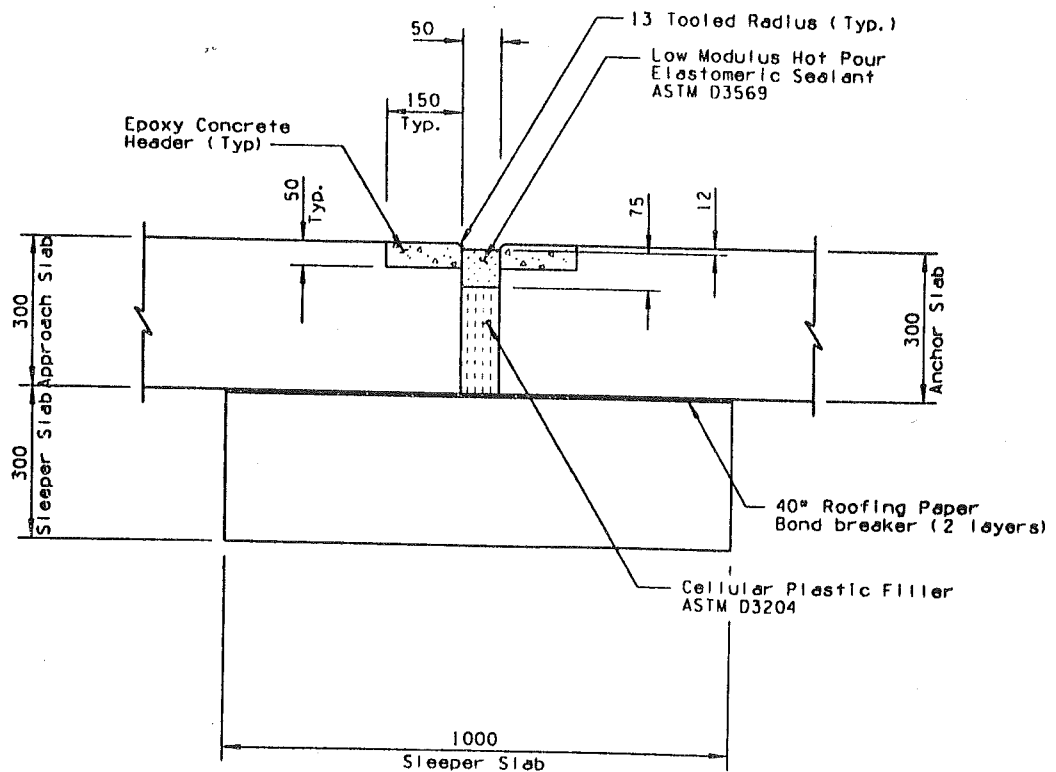 13 Tooled Radius (Typ.)
50
Low Modulus Hot Pour
Elastomeric Sealant
ASTM D3569
150
Typ.
Epoxy Concrete
Header (Typ)
50
Typ.
75
12
300
Approach Slab
300
Anchor Slab
300
Sleeper Slab
40# Roofing Paper
Bond breaker (2 layers)
Cellular Plastic Filler
ASTM D3204
1000
Sleeper Slab